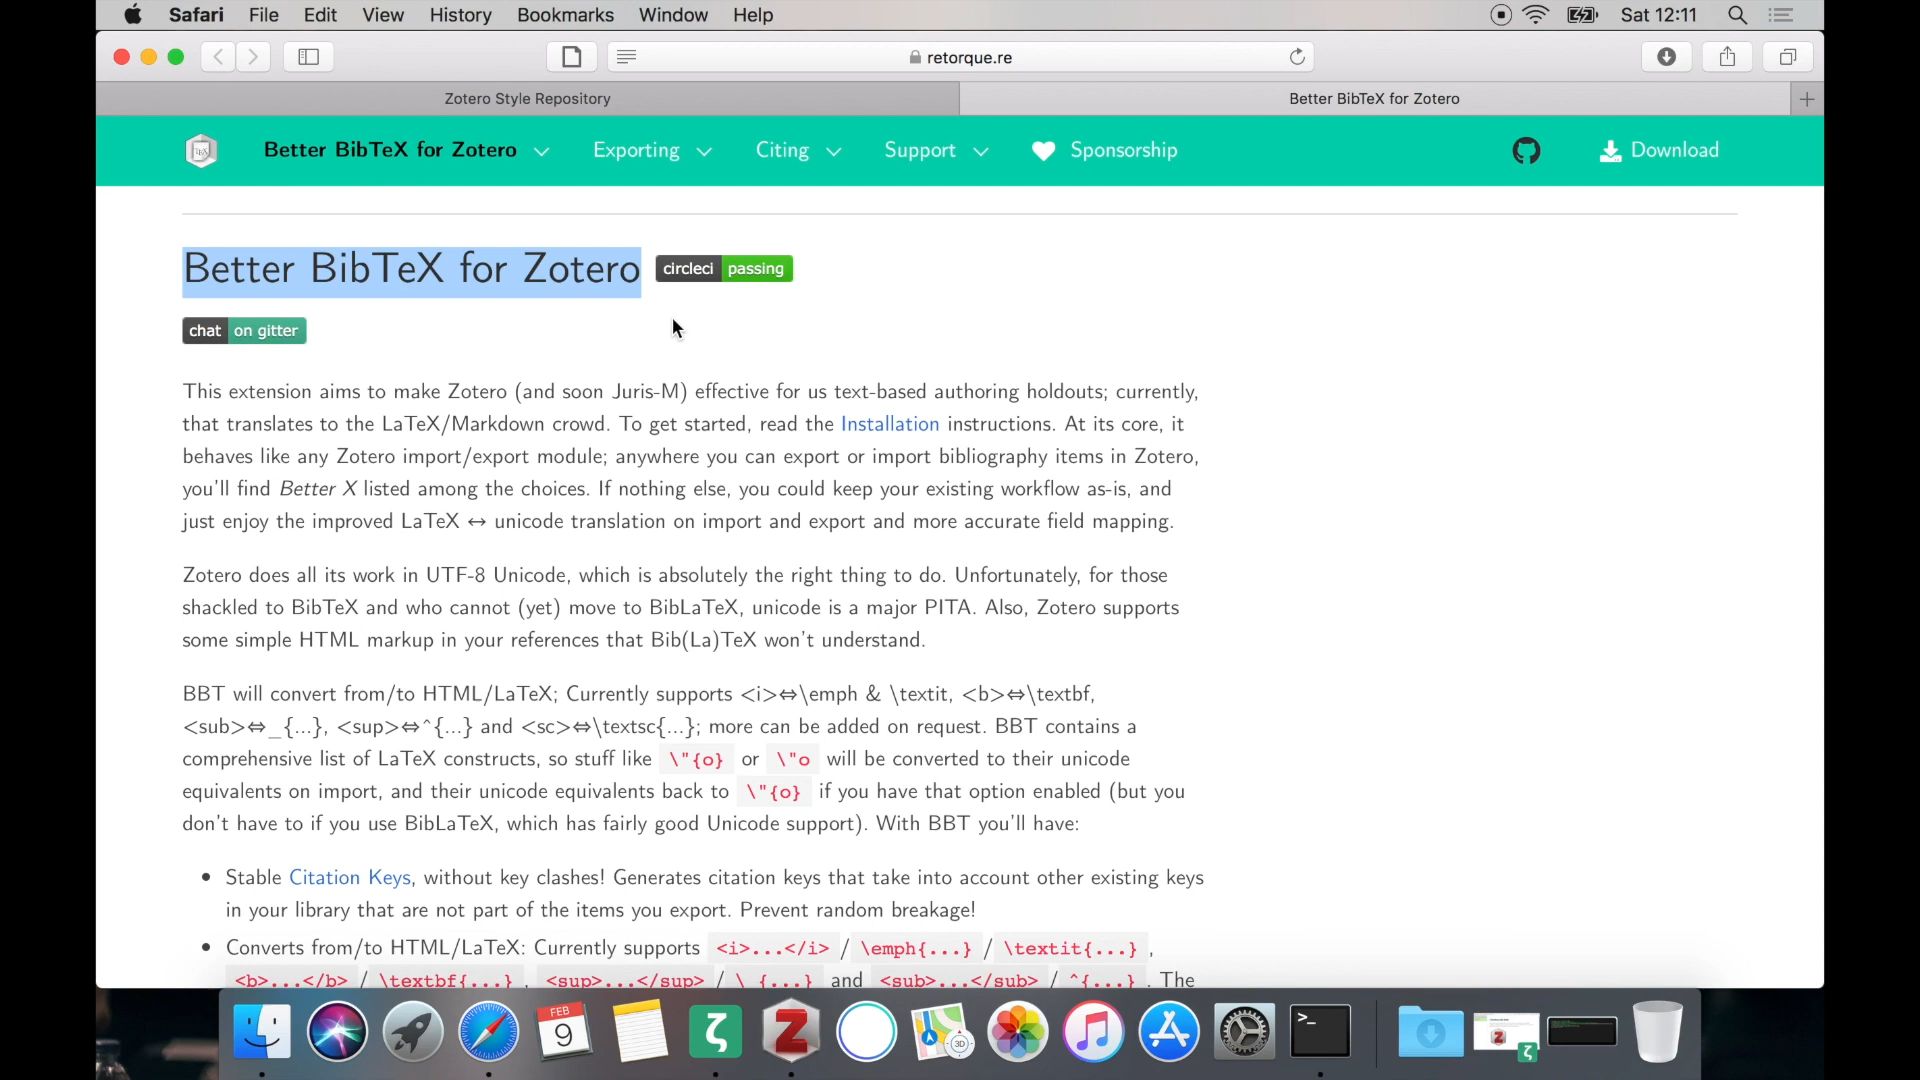 Safari File Edit View History Bookmarks Window Help Sat 12:11
retorque.re
Zotero Style Repository Better BibTeX for Zotero
TEX Better BibTeX for Zotero Exporting Citing Support Sponsorship Download
Better BibTeX for Zotero circleci passing
chat on gitter
This extension aims to make Zotero (and soon Juris-M) effective for us text-based authoring holdouts; currently,
that translates to the LaTeX/Markdown crowd. To get started, read the Installation instructions. At its core, it
behaves like any Zotero import/export module; anywhere you can export or import bibliography items in Zotero,
you'll find Better X listed among the choices. If nothing else, you could keep your existing workflow as-is, and
just enjoy the improved LaTeX ↔ unicode translation on import and export and more accurate field mapping.
Zotero does all its work in UTF-8 Unicode, which is absolutely the right thing to do. Unfortunately, for those
shackled to BibTeX and who cannot (yet) move to BibLaTeX, unicode is a major PITA. Also, Zotero supports
some simple HTML markup in your references that Bib(La)TeX won't understand.
BBT will convert from/to HTML/LaTeX; Currently supports <i>⇔\emph & \textit, <b>⇔\textbf,
<sub>⇔_{...}, <sup>⇔^{...} and <sc>⇔\textsc{...}; more can be added on request. BBT contains a
comprehensive list of LaTeX constructs, so stuff like \"{o} or \"o will be converted to their unicode
equivalents on import, and their unicode equivalents back to \"{o} if you have that option enabled (but you
don't have to if you use BibLaTeX, which has fairly good Unicode support). With BBT you'll have:
• Stable Citation Keys, without key clashes! Generates citation keys that take into account other existing keys
in your library that are not part of the items you export. Prevent random breakage!
• Converts from/to HTML/LaTeX: Currently supports <i>...</i> / \emph{...} / \textit{...} ,
<b>...</b> / \textbf{...} , <sup>...</sup> / \_{...} and <sub>...</sub> / ^{...} . The
FEB
9 ζ Z 3D >_ Z ζ